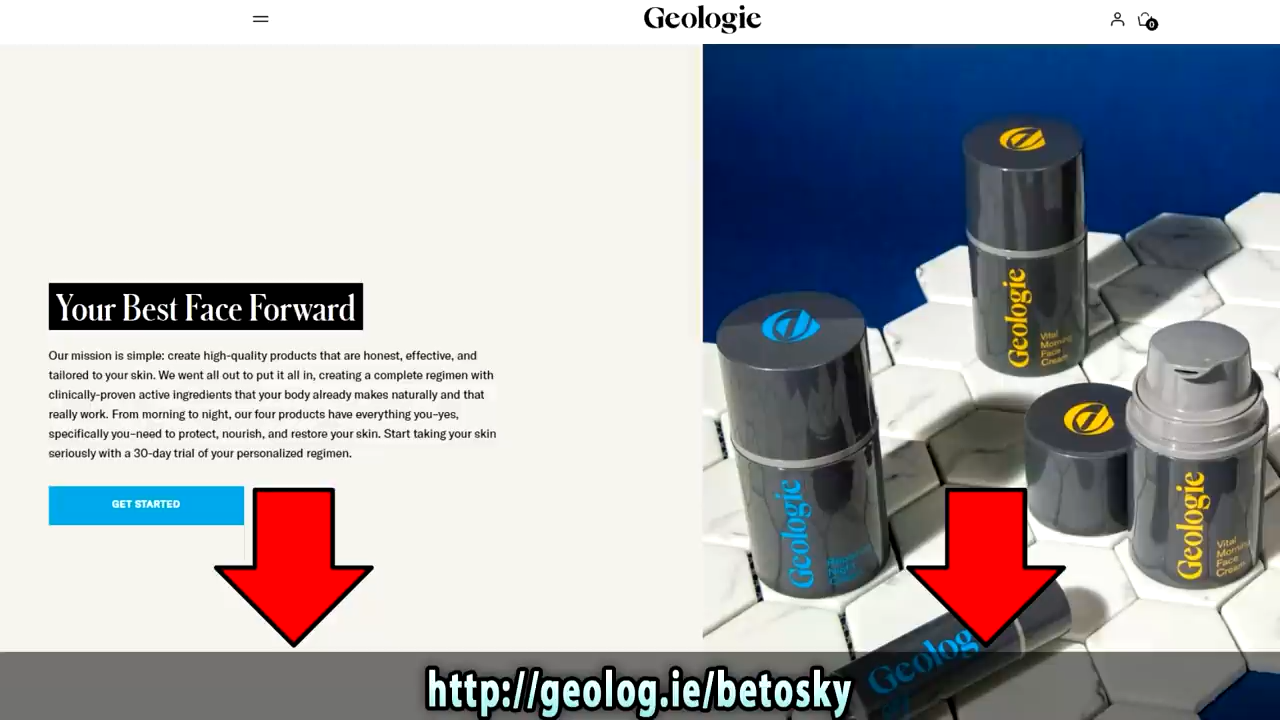 Geologie
0
Your Best Face Forward
Our mission is simple: create high-quality products that are honest, effective, and
tailored to your skin. We went all out to put it all in, creating a complete regimen with
clinically-proven active ingredients that your body already makes naturally and that
really work. From morning to night, our four products have everything you–yes,
specifically you–need to protect, nourish, and restore your skin. Start taking your skin
seriously with a 30-day trial of your personalized regimen.
GET STARTED
Geologie
Vital
Morning
Face
Cream
Geologie
Night
Geologie
Vital
Morning
Face
Cream
Geologie
http://geolog.ie/betosky